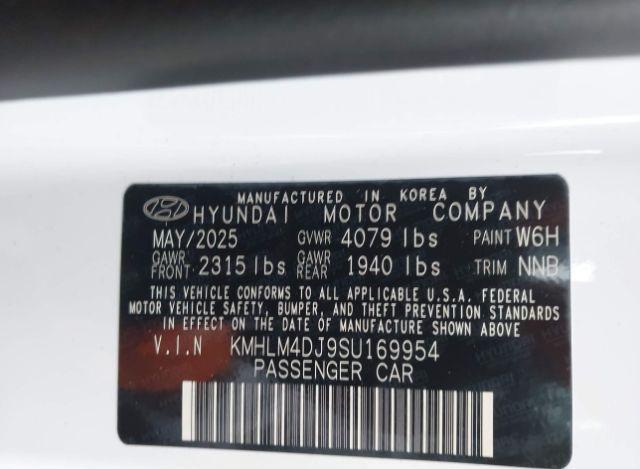 MANUFACTURED IN KOREA BY
HYUNDAI MOTOR COMPANY
MAY/2025 GVWR 4079 lbs PAINT W6H
GAWR FRONT 2315 lbs GAWR REAR 1940 lbs TRIM NNB
THIS VEHICLE CONFORMS TO ALL APPLICABLE U.S.A. FEDERAL
MOTOR VEHICLE SAFETY, BUMPER, AND THEFT PREVENTION STANDARDS
IN EFFECT ON THE DATE OF MANUFACTURE SHOWN ABOVE
V.I.N KMHLM4DJ9SU169954
PASSENGER CAR